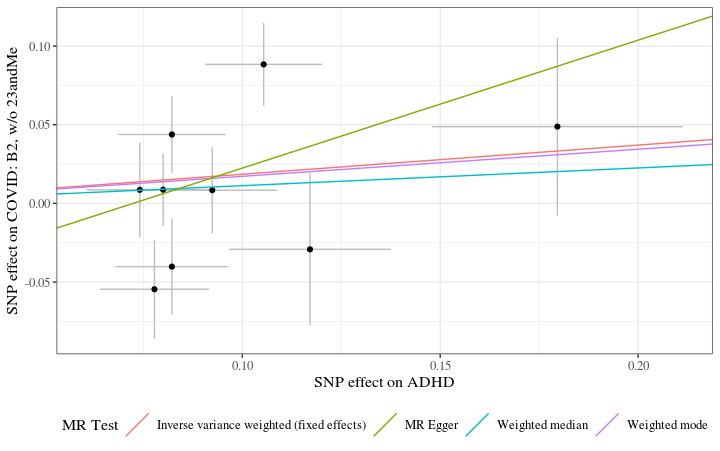 SNP effect on COVID: B2, w/o 23andMe
0.10
0.05
0.00
-0.05
0.10 0.15 0.20
SNP effect on ADHD
MR Test Inverse variance weighted (fixed effects) MR Egger Weighted median Weighted mode